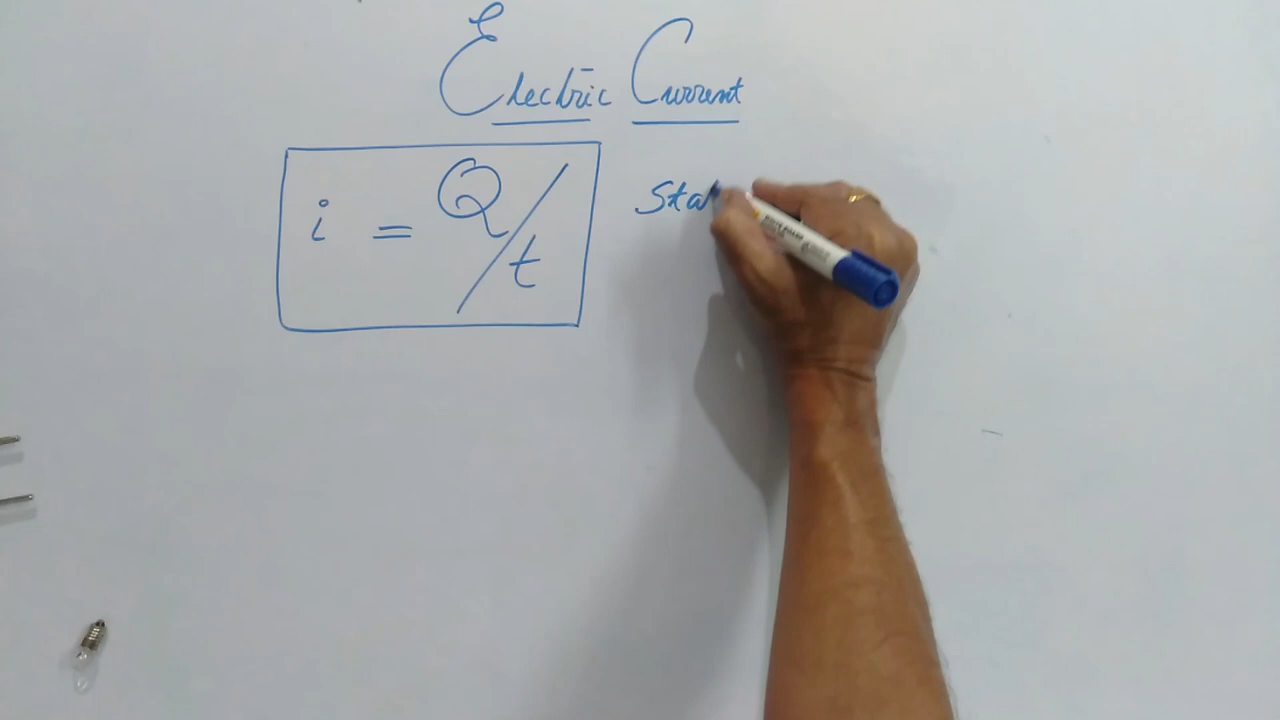 Electric Current
i = Q/t
Sta